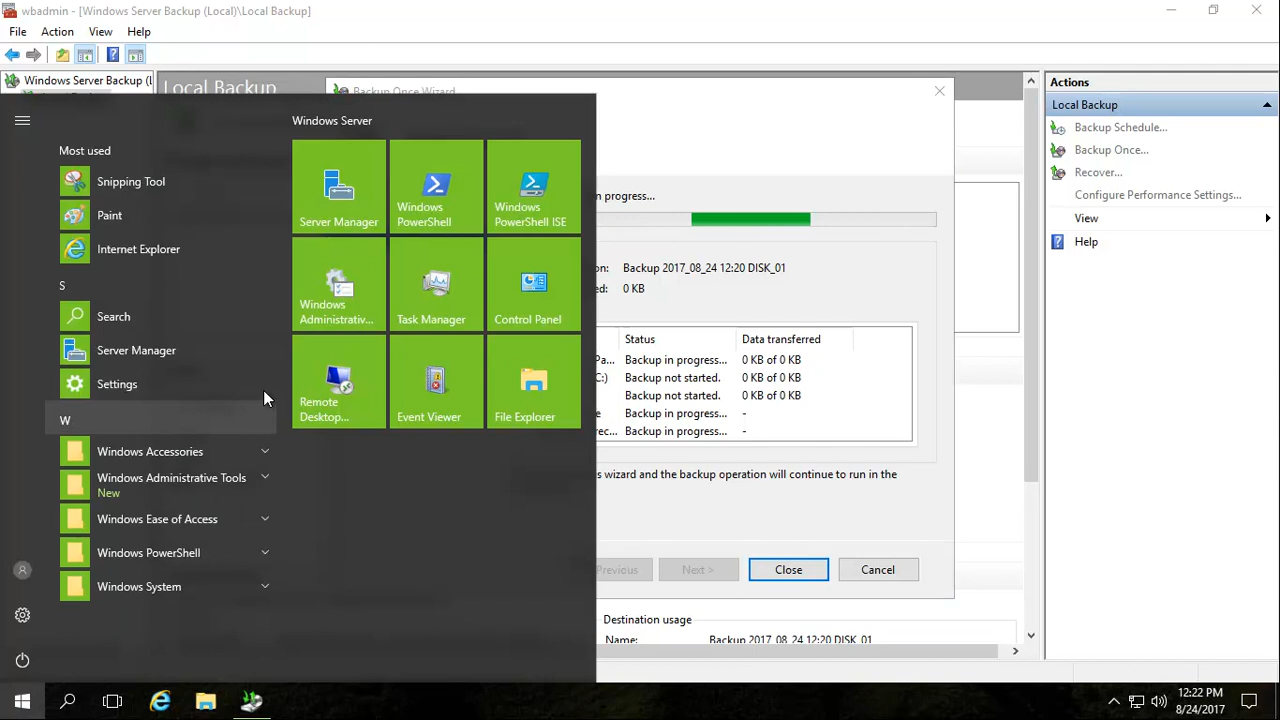 wbadmin - [Windows Server Backup (Local)\Local Backup]
File Action View Help
Windows Server Backup (L
Local Backup
Backup Once Wizard
Actions
Local Backup
Backup Schedule...
Backup Once...
Recover...
Configure Performance Settings...
View
Help
Most used
Snipping Tool
Paint
Internet Explorer
S
Search
Server Manager
Settings
W
Windows Accessories
Windows Administrative Tools
New
Windows Ease of Access
Windows PowerShell
Windows System
Windows Server
Server Manager
Windows
PowerShell
Windows
PowerShell ISE
Windows
Administrativ...
Task Manager
Control Panel
Remote
Desktop...
Event Viewer
File Explorer
n progress...
on: Backup 2017_08_24 12:20 DISK_01
ed: 0 KB
Status Data transferred
Pa... Backup in progress... 0 KB of 0 KB
C:) Backup not started. 0 KB of 0 KB
Backup not started. 0 KB of 0 KB
e Backup in progress... -
ec... Backup in progress... -
s wizard and the backup operation will continue to run in the
Previous Next > Close Cancel
Destination usage
Name: Backup 2017_08_24 12:20 DISK_01
12:22 PM
8/24/2017